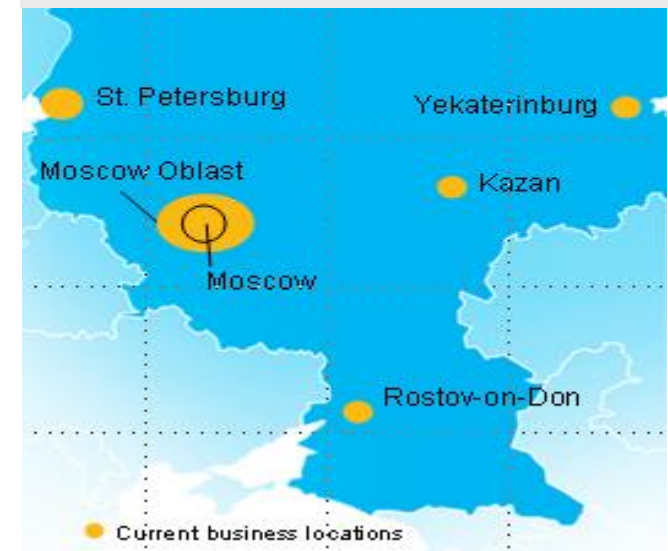 St. Petersburg
Yekaterinburg
Moscow Oblast
Kazan
Moscow
Rostov-on-Don
Current business locations